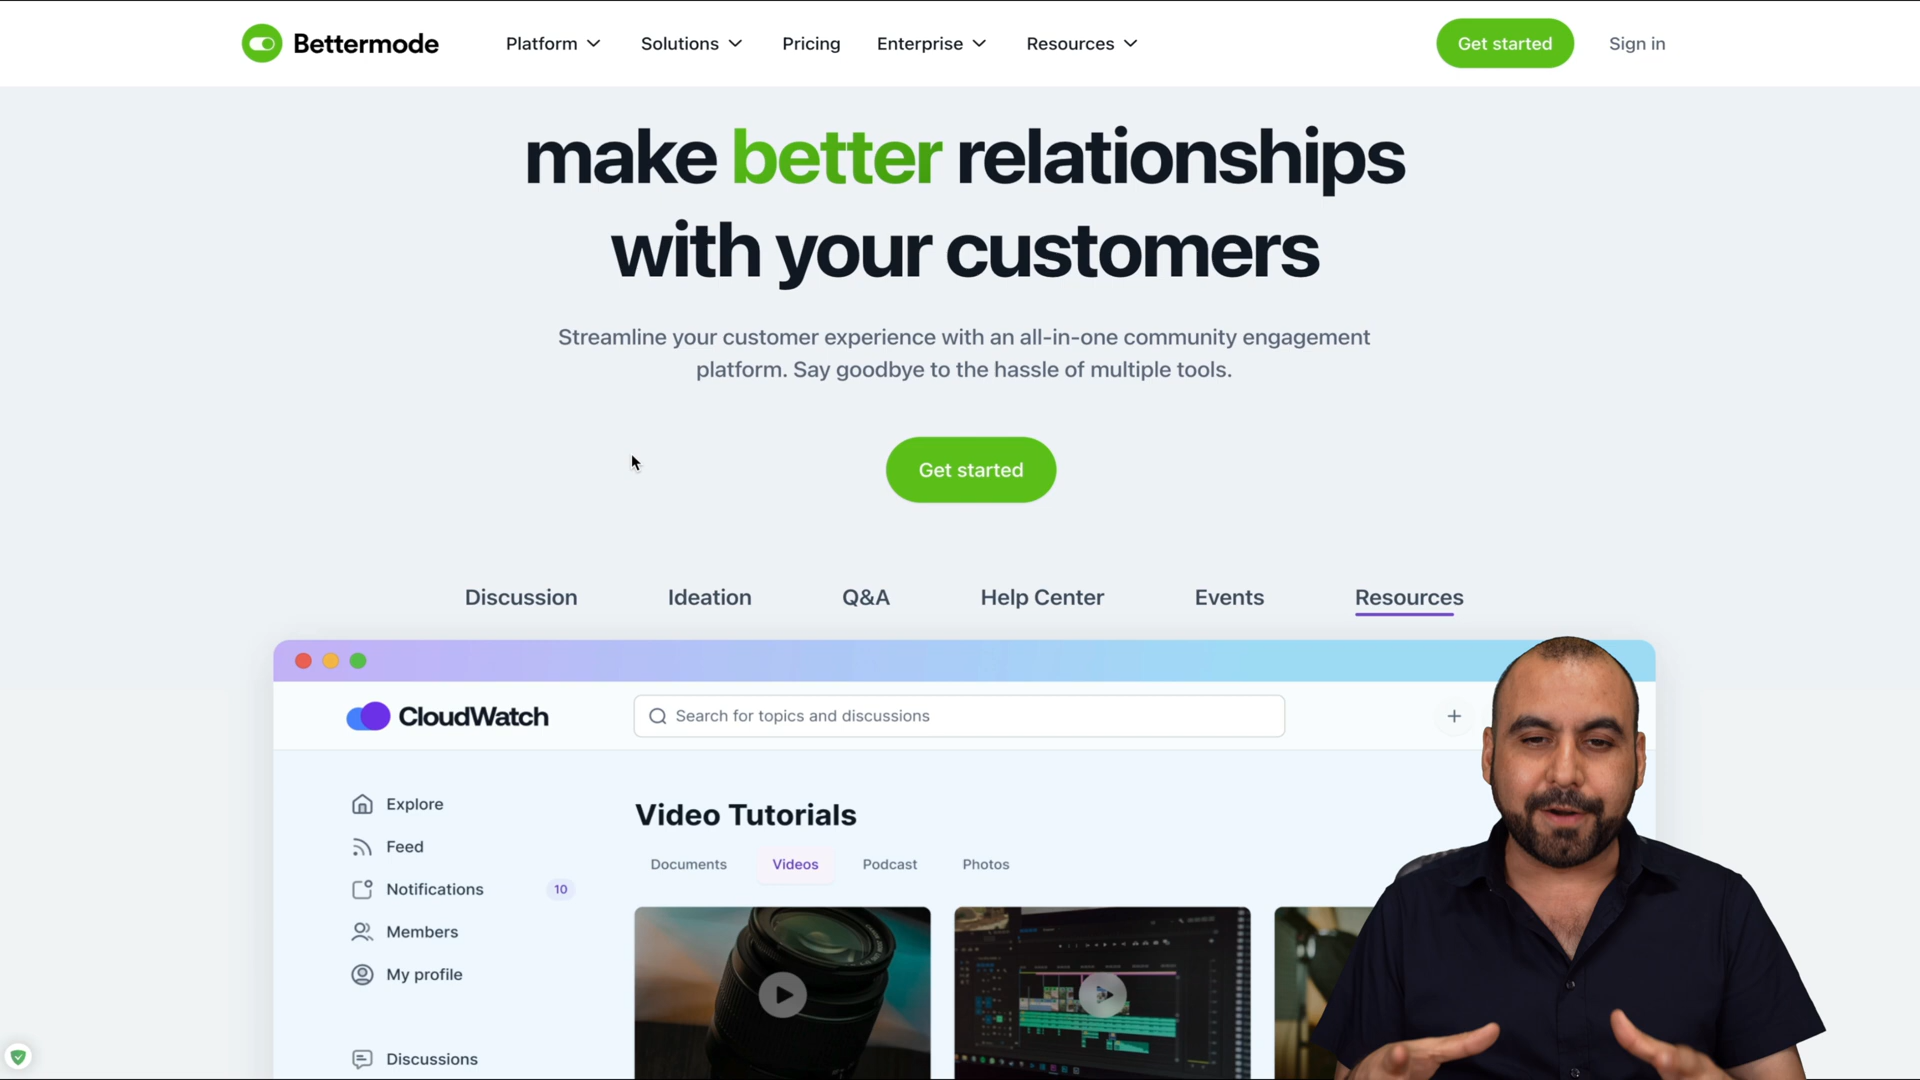 Bettermode
Platform
Solutions
Pricing
Enterprise
Resources
Get started
Sign in
make better relationships
with your customers
Streamline your customer experience with an all-in-one community engagement
platform. Say goodbye to the hassle of multiple tools.
Get started
Discussion
Ideation
Q&A
Help Center
Events
Resources
CloudWatch
Search for topics and discussions
Explore
Feed
Notifications
10
Members
My profile
Discussions
Video Tutorials
Documents
Videos
Podcast
Photos